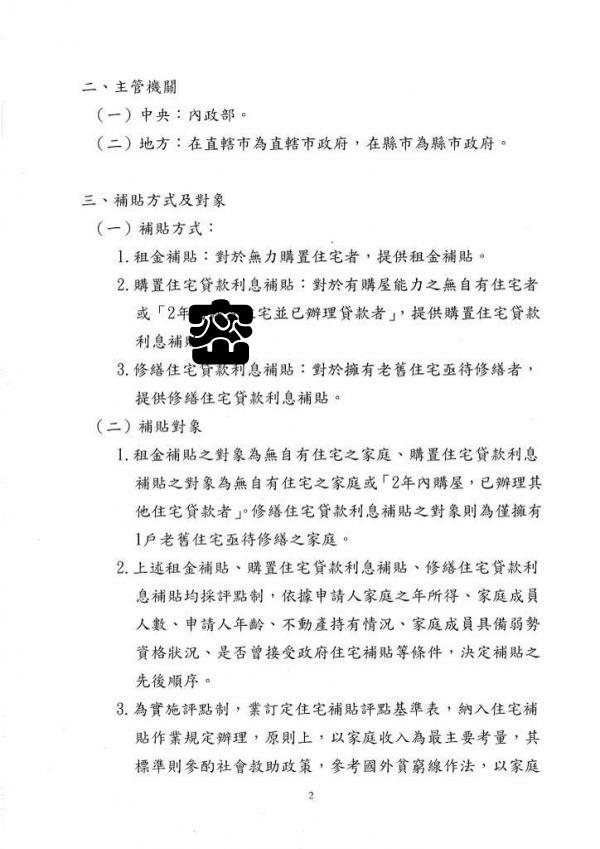 二、主管機關
（一）中央：內政部。
（二）地方：在直轄市為直轄市政府，在縣市為縣市政府。
三、補貼方式及對象
（一）補貼方式：
1.租金補貼：對於無力購置住宅者，提供租金補貼。
2.購置住宅貸款利息補貼：對於有購屋能力之無自有住宅者
或「2年宅並已辦理貸款者」，提供購置住宅貸款
利息補
3.修繕住宅貸款利息補貼：對於擁有老舊住宅亟待修繕者，
提供修繕住宅貸款利息補貼。
（二）補貼對象
1.租金補貼之對象為無自有住宅之家庭、購置住宅貸款利息
補貼之對象為無自有住宅之家庭或「2年內購屋，已辦理其
他住宅貸款者」。修繕住宅貸款利息補貼之對象則為僅擁有
1戶老舊住宅亟待修繕之家庭。
2.上述租金補貼、購置住宅貸款利息補貼、修繕住宅貸款利
息補貼均採評點制，依據申請人家庭之年所得、家庭成員
人數、申請人年齡、不動產持有情況、家庭成員具備弱勢
資格狀況、是否曾接受政府住宅補貼等條件，決定補貼之
先後順序。
3.為實施評點制，業訂定住宅補貼評點基準表，納入住宅補
貼作業規定辦理，原則上，以家庭收入為最主要考量，其
標準則參酌社會救助政策，參考國外貧窮線作法，以家庭
2